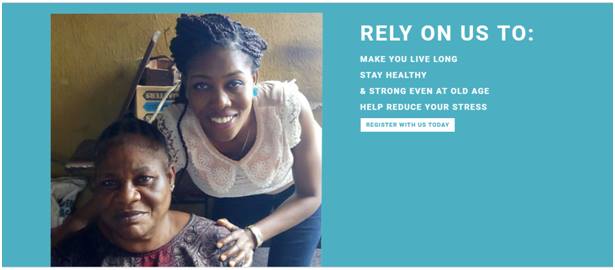 RELY ON US TO:
MAKE YOU LIVE LONG
STAY HEALTHY
& STRONG EVEN AT OLD AGE
HELP REDUCE YOUR STRESS
REGISTER WITH US TODAY